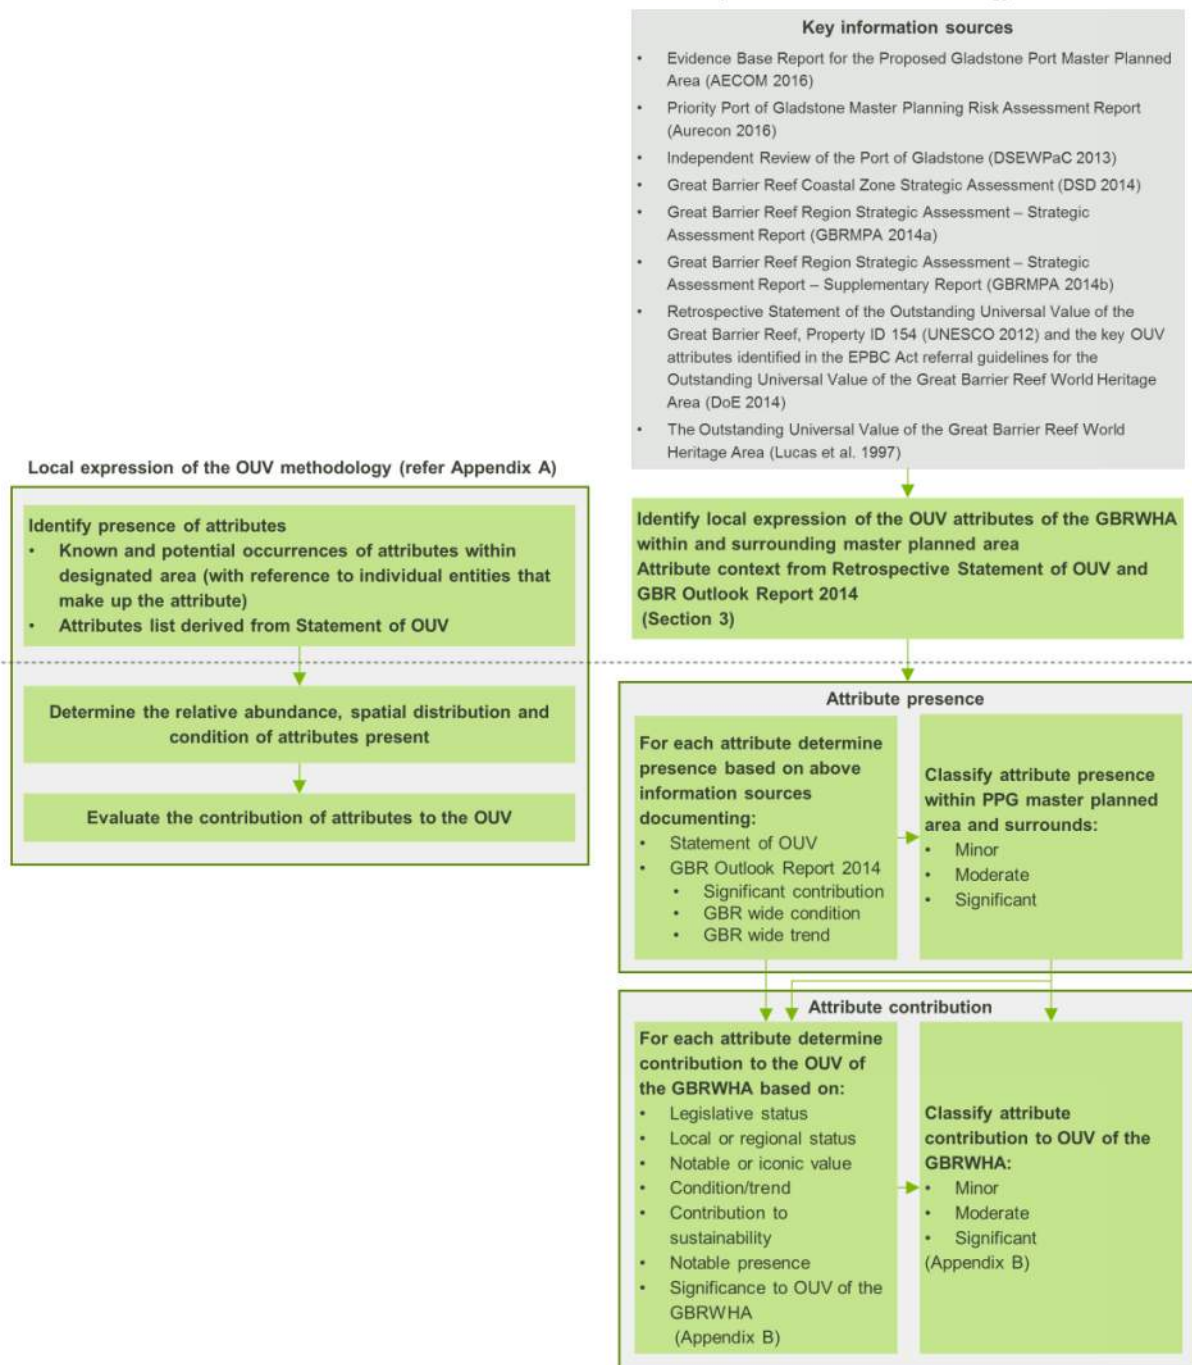 Key information sources
• Evidence Base Report for the Proposed Gladstone Port Master Planned
Area (AECOM 2016)
• Priority Port of Gladstone Master Planning Risk Assessment Report
(Aurecon 2016)
• Independent Review of the Port of Gladstone (DSEWPaC 2013)
• Great Barrier Reef Coastal Zone Strategic Assessment (DSD 2014)
• Great Barrier Reef Region Strategic Assessment – Strategic
Assessment Report (GBRMPA 2014a)
• Great Barrier Reef Region Strategic Assessment – Strategic
Assessment Report – Supplementary Report (GBRMPA 2014b)
• Retrospective Statement of the Outstanding Universal Value of the
Great Barrier Reef, Property ID 154 (UNESCO 2012) and the key OUV
attributes identified in the EPBC Act referral guidelines for the
Outstanding Universal Value of the Great Barrier Reef World Heritage
Area (DoE 2014)
• The Outstanding Universal Value of the Great Barrier Reef World
Heritage Area (Lucas et al. 1997)
Local expression of the OUV methodology (refer Appendix A)
Identify presence of attributes
• Known and potential occurrences of attributes within
designated area (with reference to individual entities that
make up the attribute)
• Attributes list derived from Statement of OUV
Determine the relative abundance, spatial distribution and
condition of attributes present
Evaluate the contribution of attributes to the OUV
Identify local expression of the OUV attributes of the GBRWHA
within and surrounding master planned area
Attribute context from Retrospective Statement of OUV and
GBR Outlook Report 2014
(Section 3)
Attribute presence
For each attribute determine
presence based on above
information sources
documenting:
• Statement of OUV
• GBR Outlook Report 2014
• Significant contribution
• GBR wide condition
• GBR wide trend
Classify attribute presence
within PPG master planned
area and surrounds:
• Minor
• Moderate
• Significant
Attribute contribution
For each attribute determine
contribution to the OUV of
the GBRWHA based on:
• Legislative status
• Local or regional status
• Notable or iconic value
• Condition/trend
• Contribution to
sustainability
• Notable presence
• Significance to OUV of the
GBRWHA
(Appendix B)
Classify attribute
contribution to OUV of the
GBRWHA:
• Minor
• Moderate
• Significant
(Appendix B)